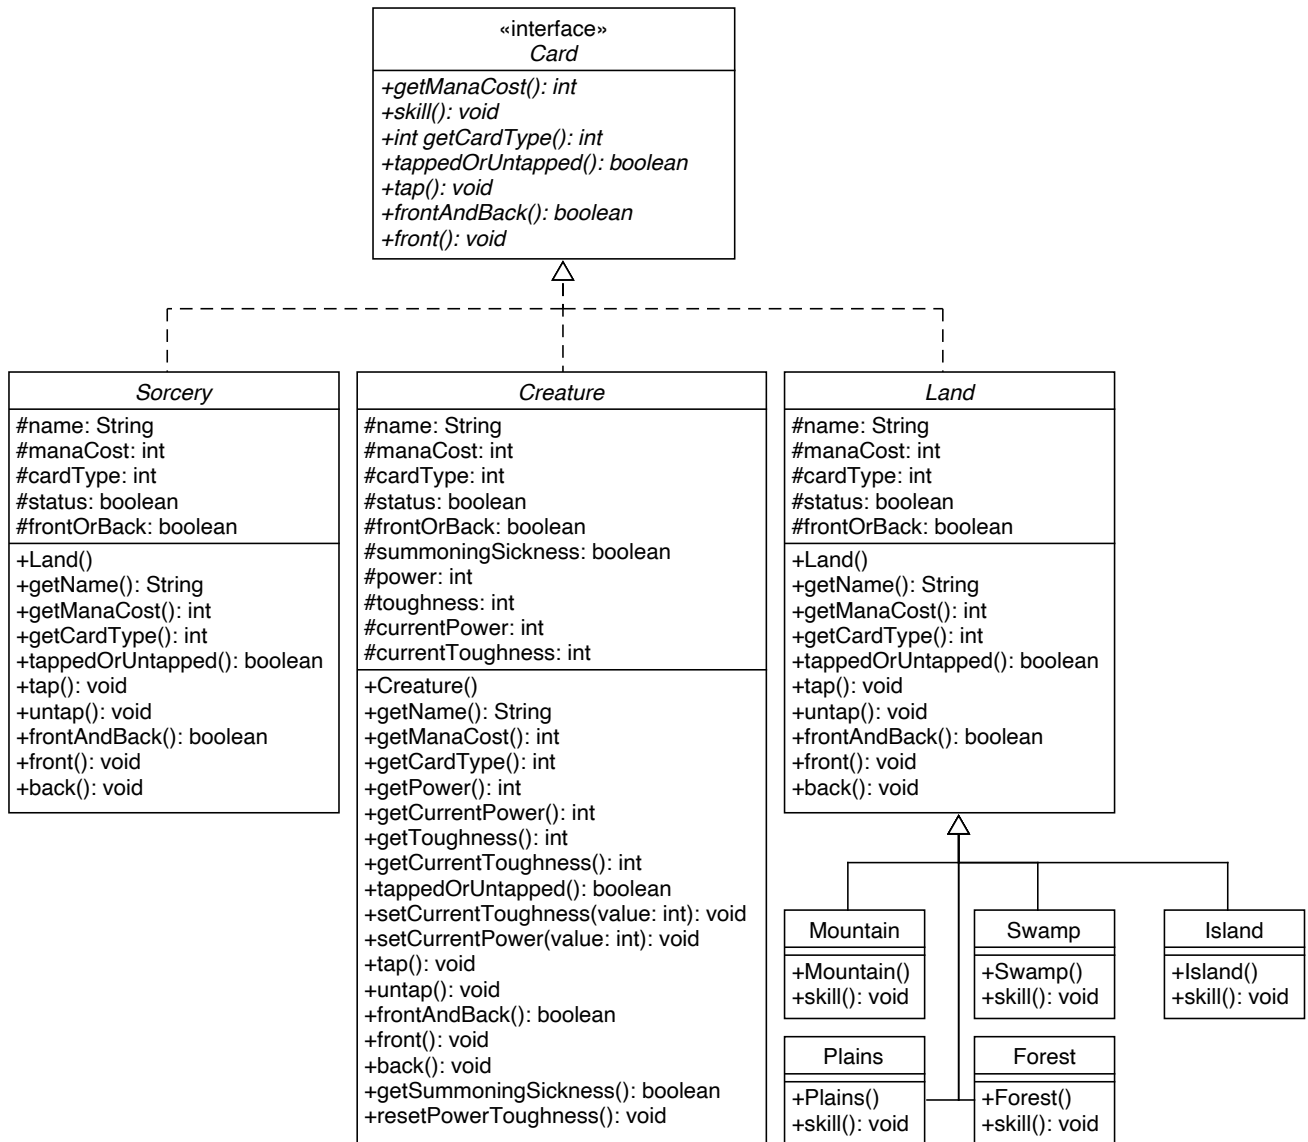 «interface»
Card
+getManaCost(): int
+skill(): void
+int getCardType(): int
+tappedOrUntapped(): boolean
+tap(): void
+frontAndBack(): boolean
+front(): void
Sorcery
#name: String
#manaCost: int
#cardType: int
#status: boolean
#frontOrBack: boolean
+Land()
+getName(): String
+getManaCost(): int
+getCardType(): int
+tappedOrUntapped(): boolean
+tap(): void
+untap(): void
+frontAndBack(): boolean
+front(): void
+back(): void
Creature
#name: String
#manaCost: int
#cardType: int
#status: boolean
#frontOrBack: boolean
#summoningSickness: boolean
#power: int
#toughness: int
#currentPower: int
#currentToughness: int
+Creature()
+getName(): String
+getManaCost(): int
+getCardType(): int
+getPower(): int
+getCurrentPower(): int
+getToughness(): int
+getCurrentToughness(): int
+tappedOrUntapped(): boolean
+setCurrentToughness(value: int): void
+setCurrentPower(value: int): void
+tap(): void
+untap(): void
+frontAndBack(): boolean
+front(): void
+back(): void
+getSummoningSickness(): boolean
+resetPowerToughness(): void
Land
#name: String
#manaCost: int
#cardType: int
#status: boolean
#frontOrBack: boolean
+Land()
+getName(): String
+getManaCost(): int
+getCardType(): int
+tappedOrUntapped(): boolean
+tap(): void
+untap(): void
+frontAndBack(): boolean
+front(): void
+back(): void
Mountain
+Mountain()
+skill(): void
Swamp
+Swamp()
+skill(): void
Island
+Island()
+skill(): void
Plains
+Plains()
+skill(): void
Forest
+Forest()
+skill(): void